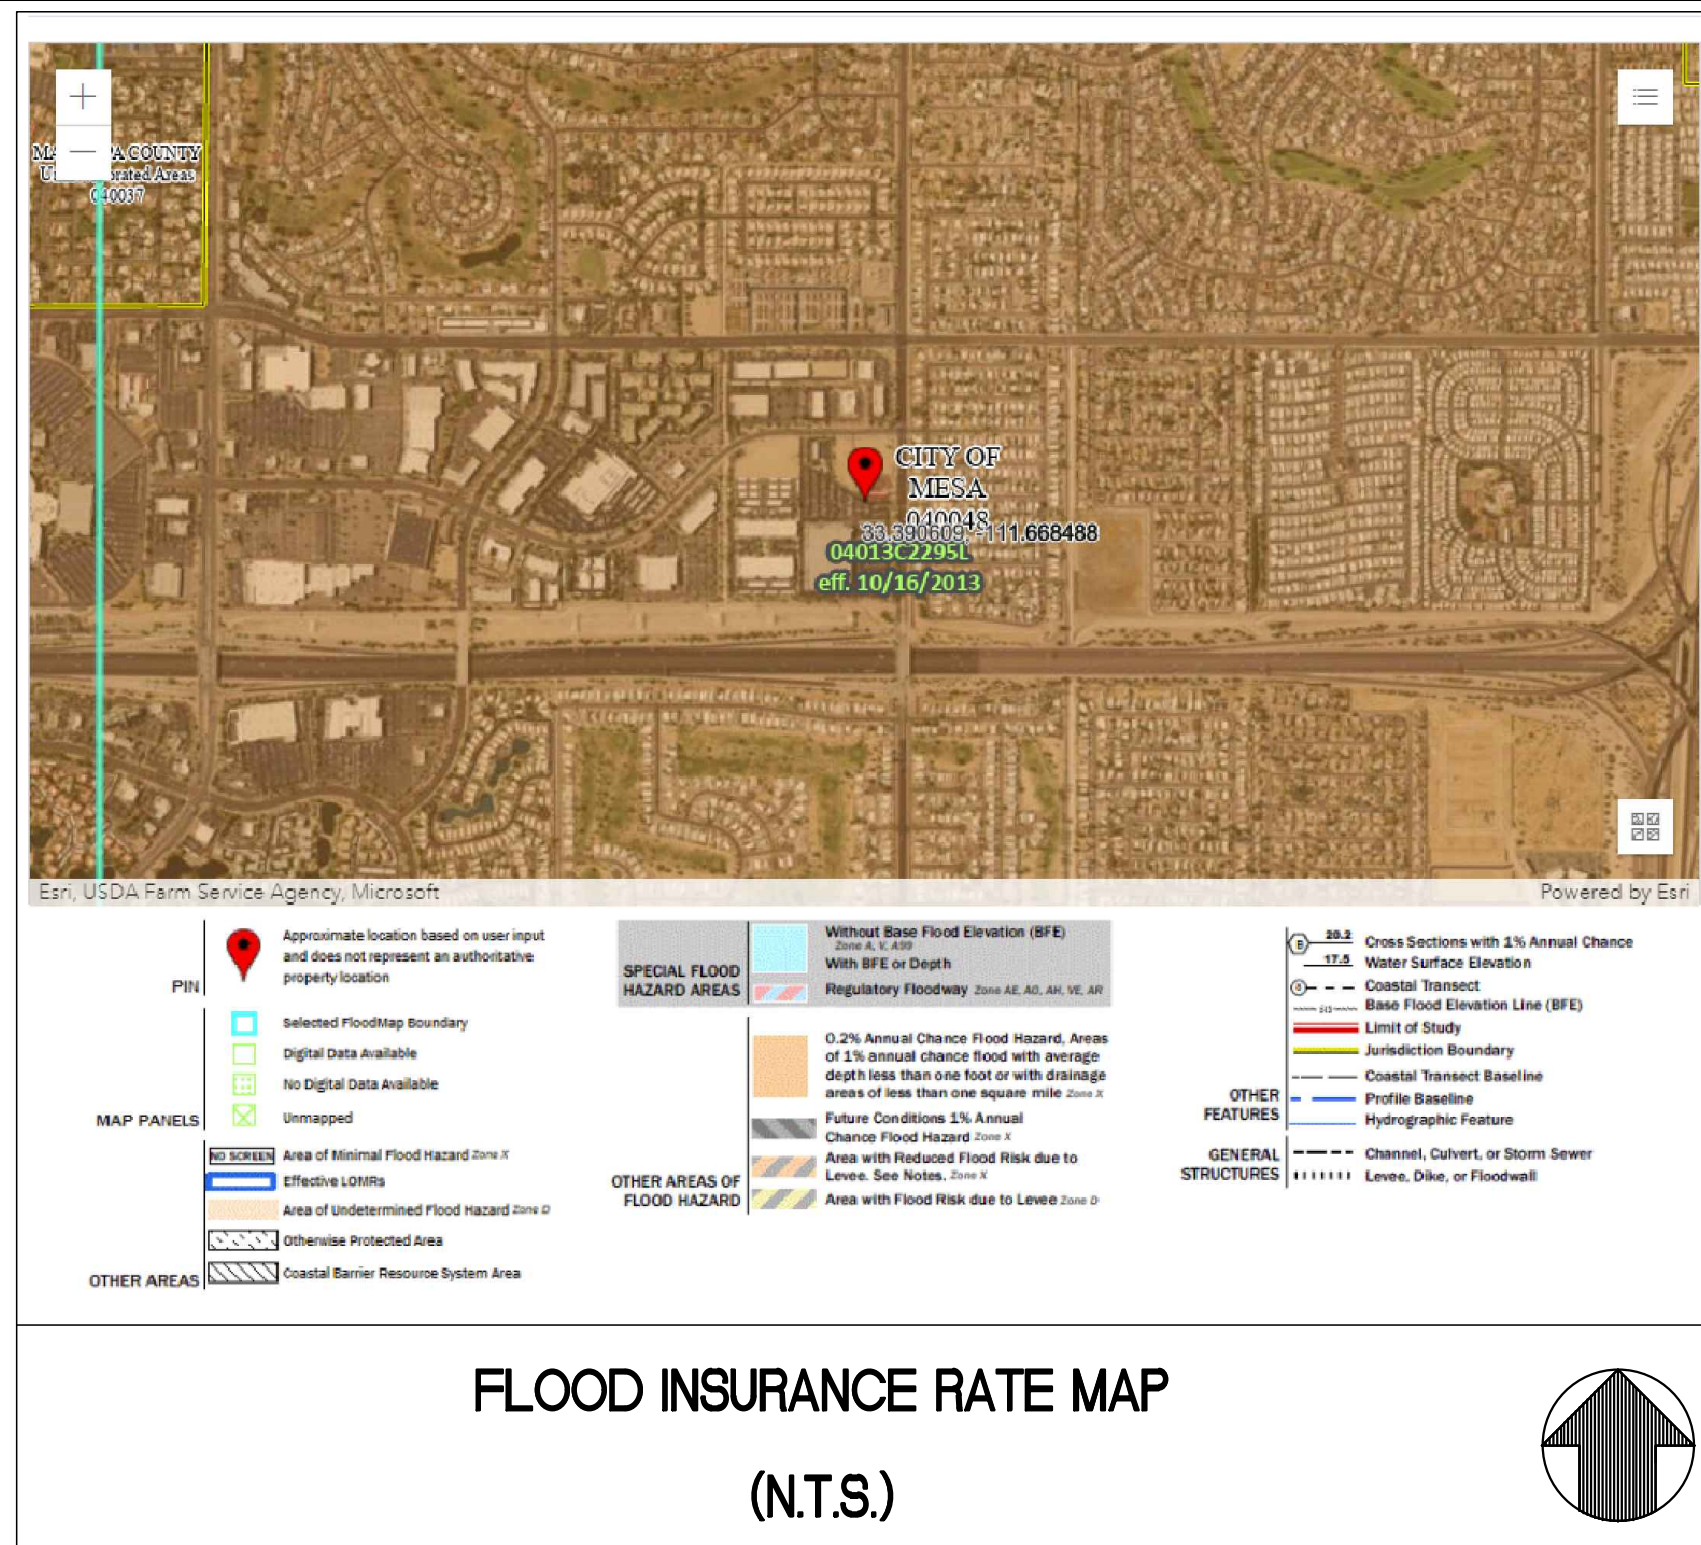 COUNTY
Areas
040037
CITY OF
MESA
040048
33.390609, -111.668488
04013C2295L
eff. 10/16/2013
Esri, USDA Farm Service Agency, Microsoft
Powered by Esri
PIN
Approximate location based on user input
and does not represent an authoritative
property location
MAP PANELS
Selected FloodMap Boundary
Digital Data Available
No Digital Data Available
Unmapped
OTHER AREAS
NO SCREEN Area of Minimal Flood Hazard Zone X
Effective LOMRs
Area of Undetermined Flood Hazard Zone D
Otherwise Protected Area
Coastal Barrier Resource System Area
SPECIAL FLOOD
HAZARD AREAS
Without Base Flood Elevation (BFE)
Zone A, V, A99
With BFE or Depth
Regulatory Floodway Zone AE, AO, AH, VE, AR
OTHER AREAS OF
FLOOD HAZARD
0.2% Annual Chance Flood Hazard, Areas
of 1% annual chance flood with average
depth less than one foot or with drainage
areas of less than one square mile Zone X
Future Conditions 1% Annual
Chance Flood Hazard Zone X
Area with Reduced Flood Risk due to
Levee. See Notes. Zone X
Area with Flood Risk due to Levee Zone D
OTHER
FEATURES
B 20.2 Cross Sections with 1% Annual Chance
17.5 Water Surface Elevation
Coastal Transect
Base Flood Elevation Line (BFE)
Limit of Study
Jurisdiction Boundary
Coastal Transect Baseline
Profile Baseline
Hydrographic Feature
GENERAL
STRUCTURES
Channel, Culvert, or Storm Sewer
Levee, Dike, or Floodwall
FLOOD INSURANCE RATE MAP
(N.T.S.)